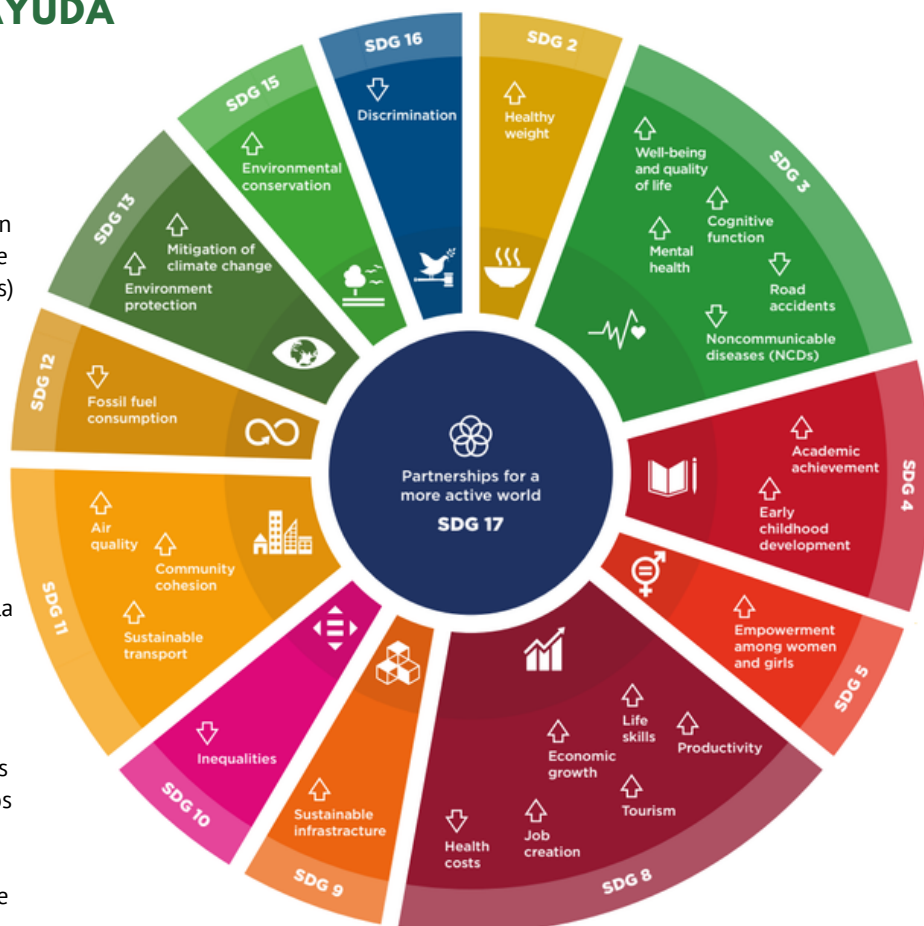 AYUDA
SDG 16
Discrimination
SDG 2
Healthy
weight
SDG 3
Well-being
and quality
of life
Cognitive
function
Mental
health
Road
accidents
Noncommunicable
diseases (NCDs)
SDG 4
Academic
achievement
Early
childhood
development
SDG 5
Empowerment
among women
and girls
SDG 8
Life
skills
Productivity
Economic
growth
Tourism
Job
creation
Health
costs
SDG 9
Sustainable
infrastracture
SDG 10
Inequalities
SDG 11
Air
quality
Community
cohesion
Sustainable
transport
SDG 12
Fossil fuel
consumption
SDG 13
Mitigation of
climate change
Environment
protection
SDG 15
Environmental
conservation
Partnerships for a
more active world
SDG 17